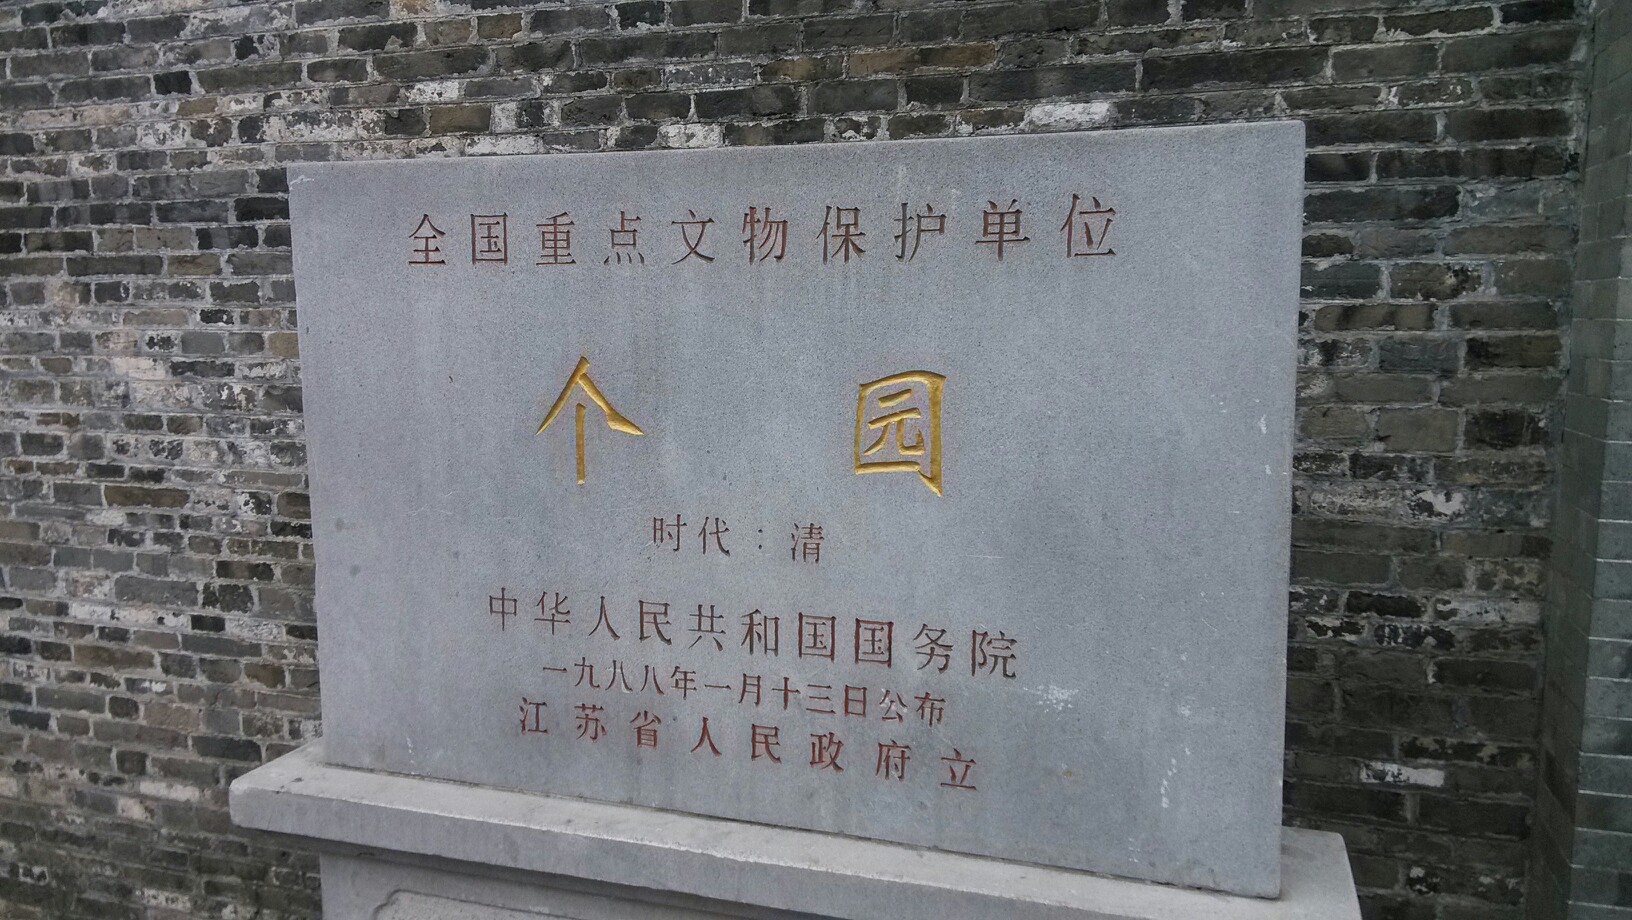 全国重点文物保护单位
个园
时代：清
中华人民共和国国务院
一九八八年一月十三日公布
江苏省人民政府立